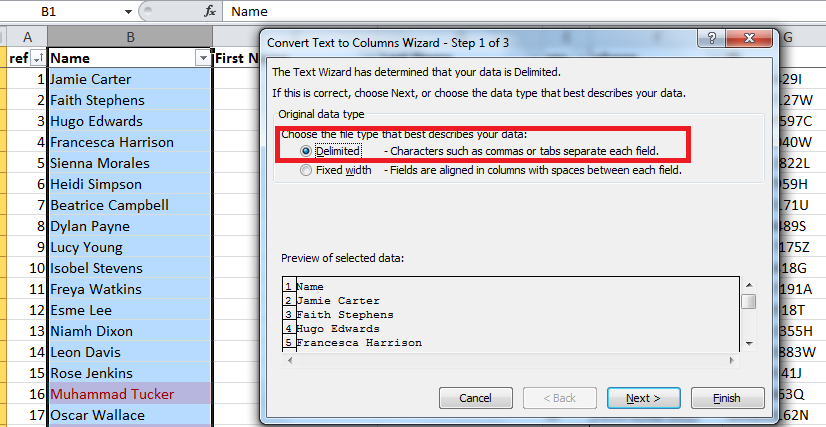 B1 fx Name
A B G
ref Name First N
1 Jamie Carter
2 Faith Stephens
3 Hugo Edwards
4 Francesca Harrison
5 Sienna Morales
6 Heidi Simpson
7 Beatrice Campbell
8 Dylan Payne
9 Lucy Young
10 Isobel Stevens
11 Freya Watkins
12 Esme Lee
13 Niamh Dixon
14 Leon Davis
15 Rose Jenkins
16 Muhammad Tucker
17 Oscar Wallace
Convert Text to Columns Wizard - Step 1 of 3
The Text Wizard has determined that your data is Delimited.
If this is correct, choose Next, or choose the data type that best describes your data.
Original data type
Choose the file type that best describes your data:
Delimited - Characters such as commas or tabs separate each field.
Fixed width - Fields are aligned in columns with spaces between each field.
Preview of selected data:
1 Name
2 Jamie Carter
3 Faith Stephens
4 Hugo Edwards
5 Francesca Harrison
Cancel < Back Next > Finish
429I
127W
597C
040W
822L
959H
171U
489S
175Z
18G
191A
18T
355H
883W
41J
53Q
62N